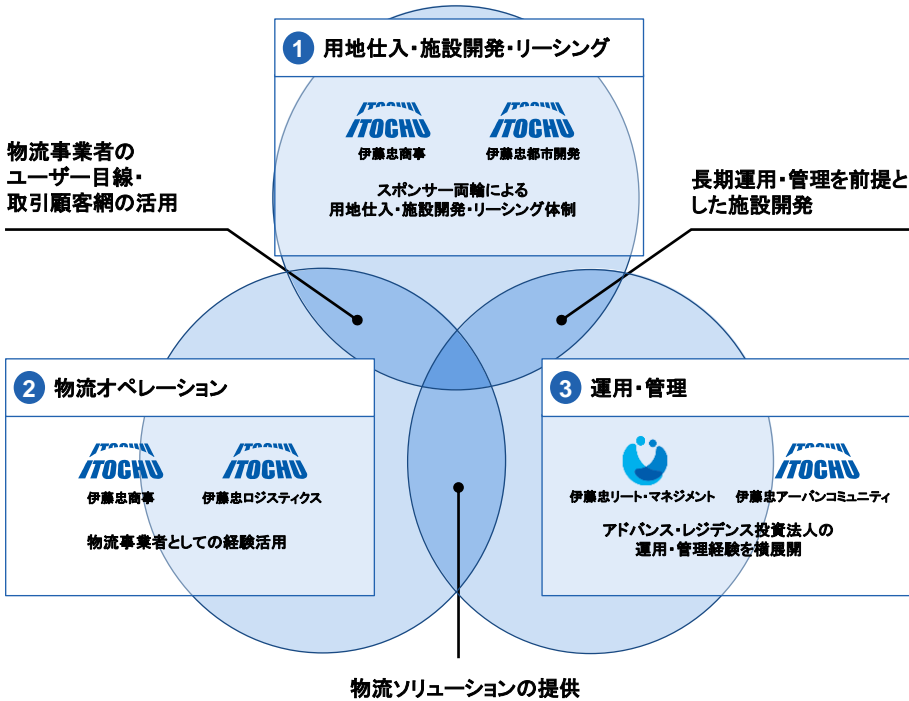 1 用地仕入・施設開発・リーシング
ITOCHU ITOCHU
ITOCHU ITOCHU
伊藤忠商事 伊藤忠都市開発
スポンサー両輪による
用地仕入・施設開発・リーシング体制
物流事業者の
ユーザー目線・
取引顧客網の活用
長期運用・管理を前提と
した施設開発
2 物流オペレーション
ITOCHU ITOCHU
ITOCHU ITOCHU
伊藤忠商事 伊藤忠ロジスティクス
物流事業者としての経験活用
3 運用・管理
ITOCHU
ITOCHU
伊藤忠リート・マネジメント 伊藤忠アーバンコミュニティ
アドバンス・レジデンス投資法人の
運用・管理経験を横展開
物流ソリューションの提供